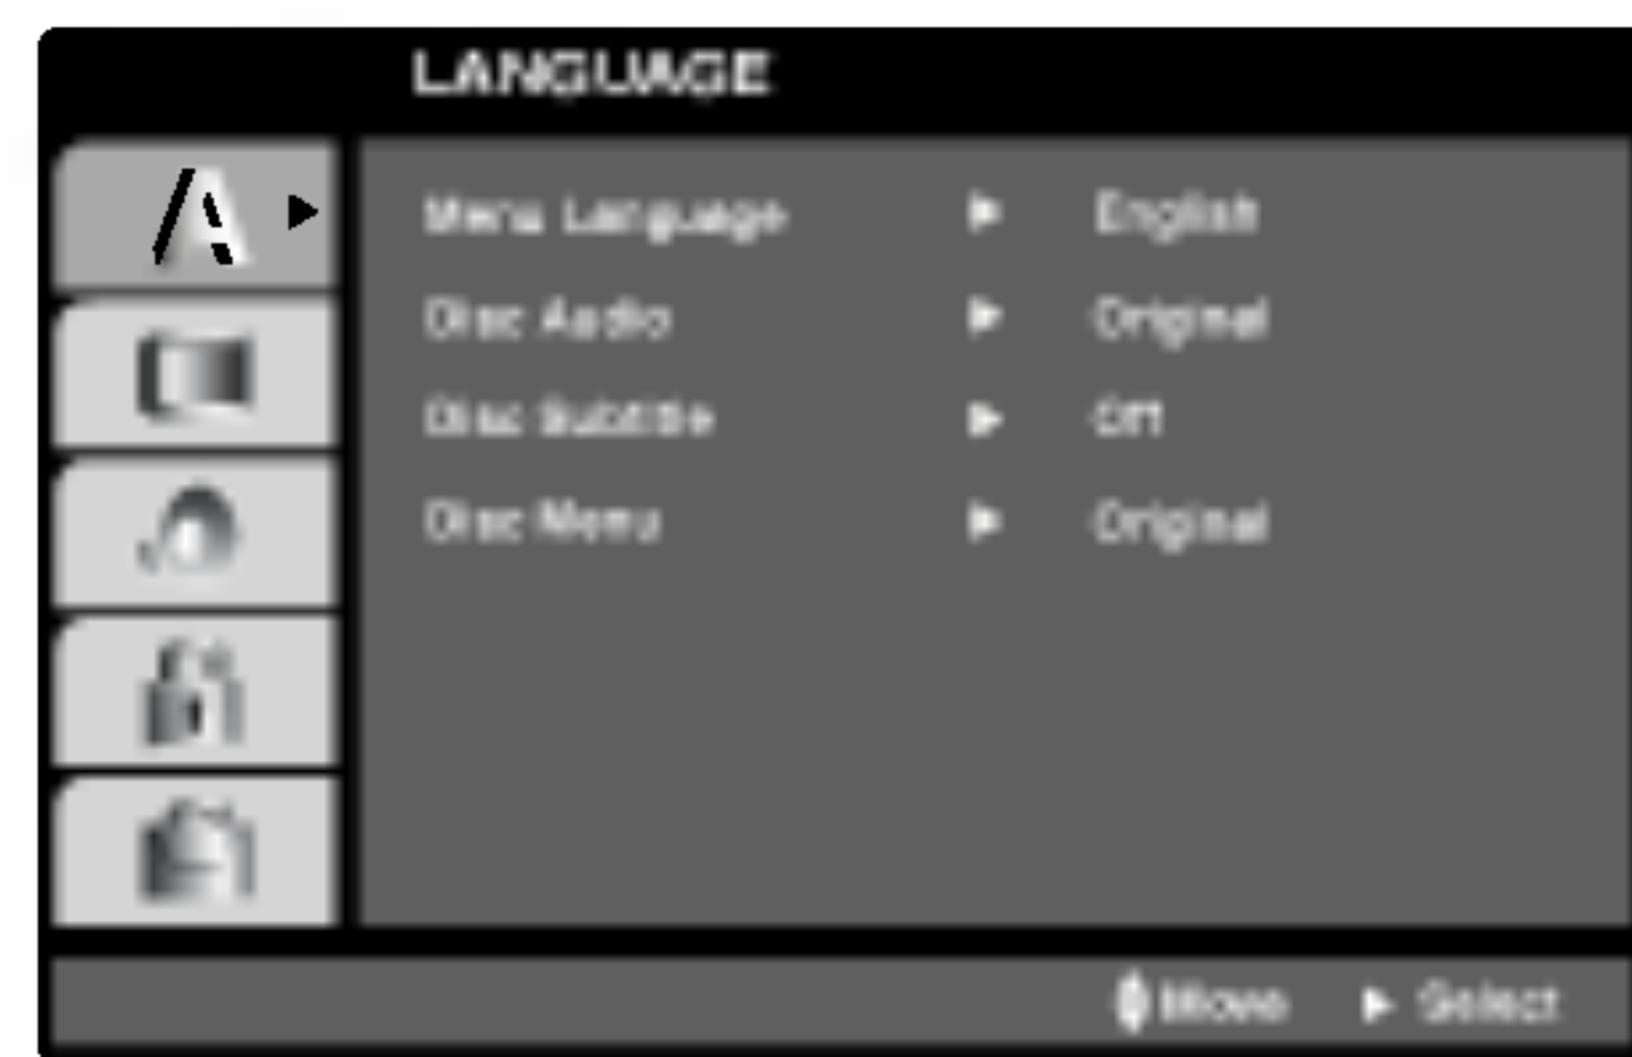 LANGUAGE
Menu Language ► English
Disc Audio ► Original
Disc Subtitle ► Off
Disc Menu ► Original
Move ► Select